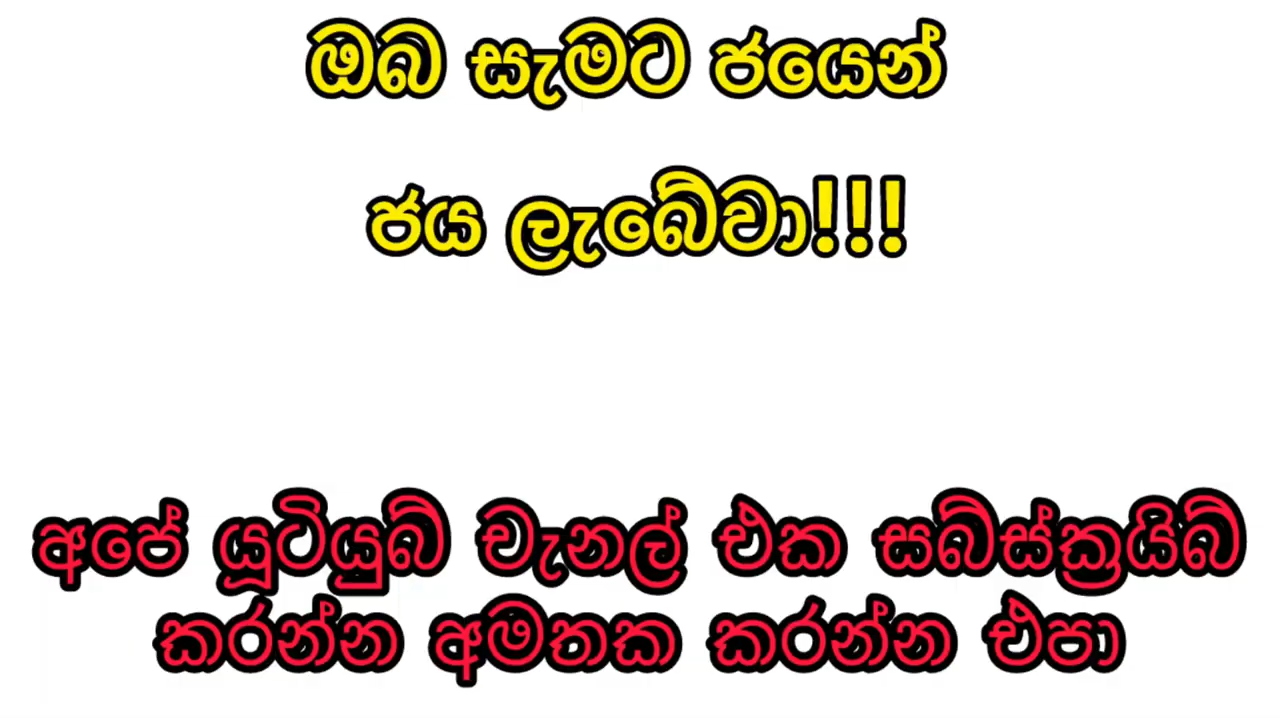 ඔබ සැමට ජයෙන්
ජය ලැබේවා!!!
අපේ යූටියුබ් චැනල් එක සබ්ස්ක්‍රයිබ්
කරන්න අමතක කරන්න එපා